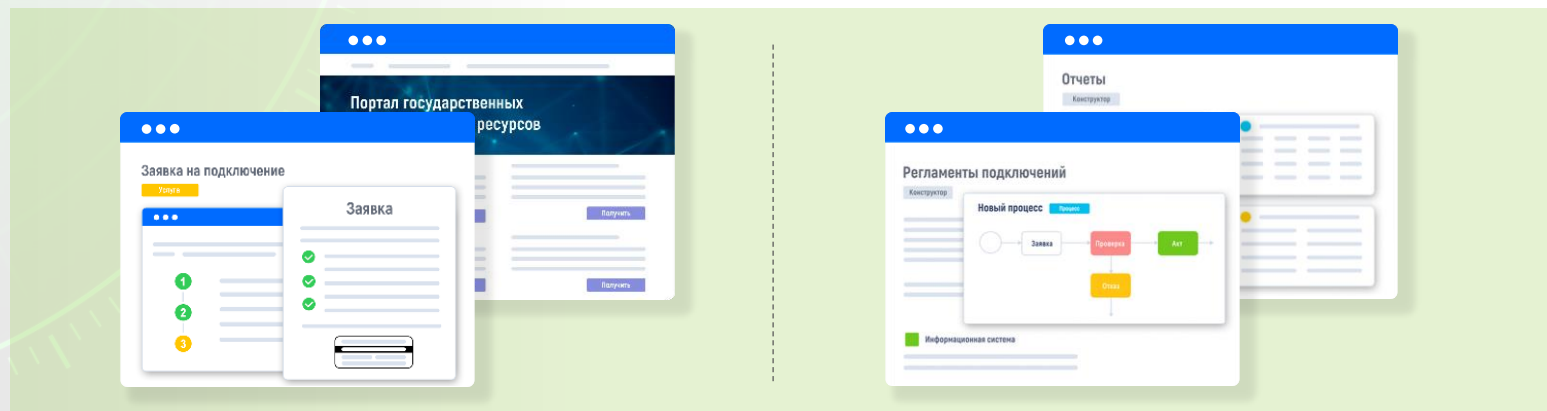 Портал государственных
ресурсов
Заявка на подключение
Услуга
1
2
3
Заявка
Получить
Получить
Отчеты
Конструктор
Регламенты подключений
Конструктор
Новый процесс
Процесс
Заявка
Проверка
Акт
Отказ
Информационная система